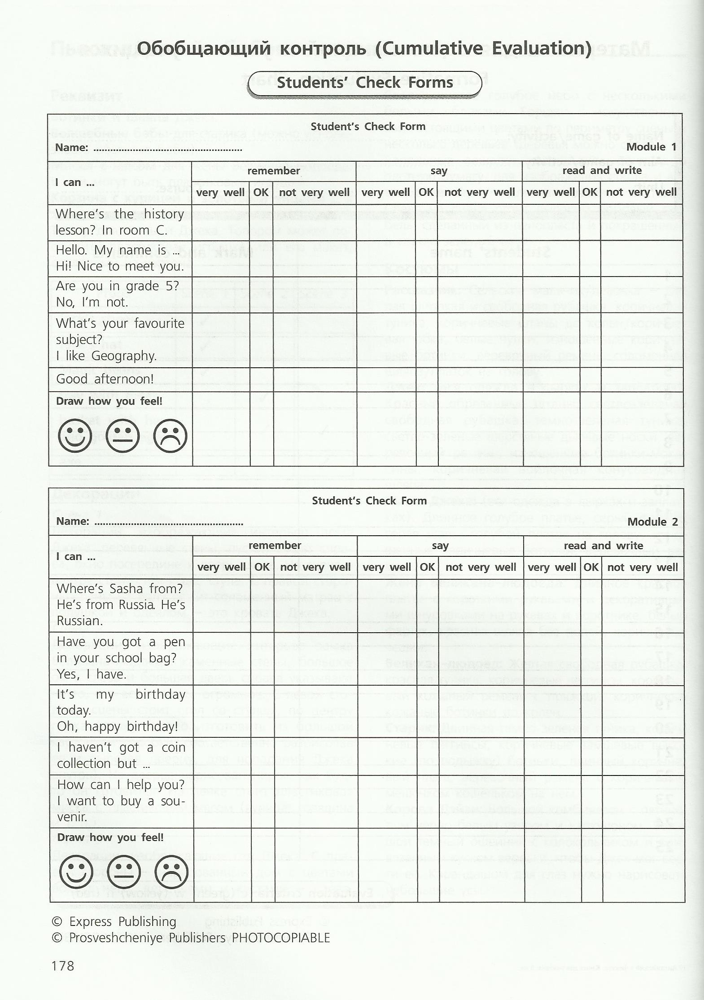 Обобщающий контроль (Cumulative Evaluation)
Students' Check Forms
Student's Check Form
Name: ..................................................... Module 1
I can ...
remember say read and write
very well OK not very well very well OK not very well very well OK not very well
Where's the history
lesson? In room C.
Hello. My name is ...
Hi! Nice to meet you.
Are you in grade 5?
No, I'm not.
What's your favourite
subject?
I like Geography.
Good afternoon!
Draw how you feel!
Student's Check Form
Name: ..................................................... Module 2
I can ...
remember say read and write
very well OK not very well very well OK not very well very well OK not very well
Where's Sasha from?
He's from Russia. He's
Russian.
Have you got a pen
in your school bag?
Yes, I have.
It's my birthday
today.
Oh, happy birthday!
I haven't got a coin
collection but ...
How can I help you?
I want to buy a sou-
venir.
Draw how you feel!
© Express Publishing
© Prosveshcheniye Publishers PHOTOCOPIABLE
178